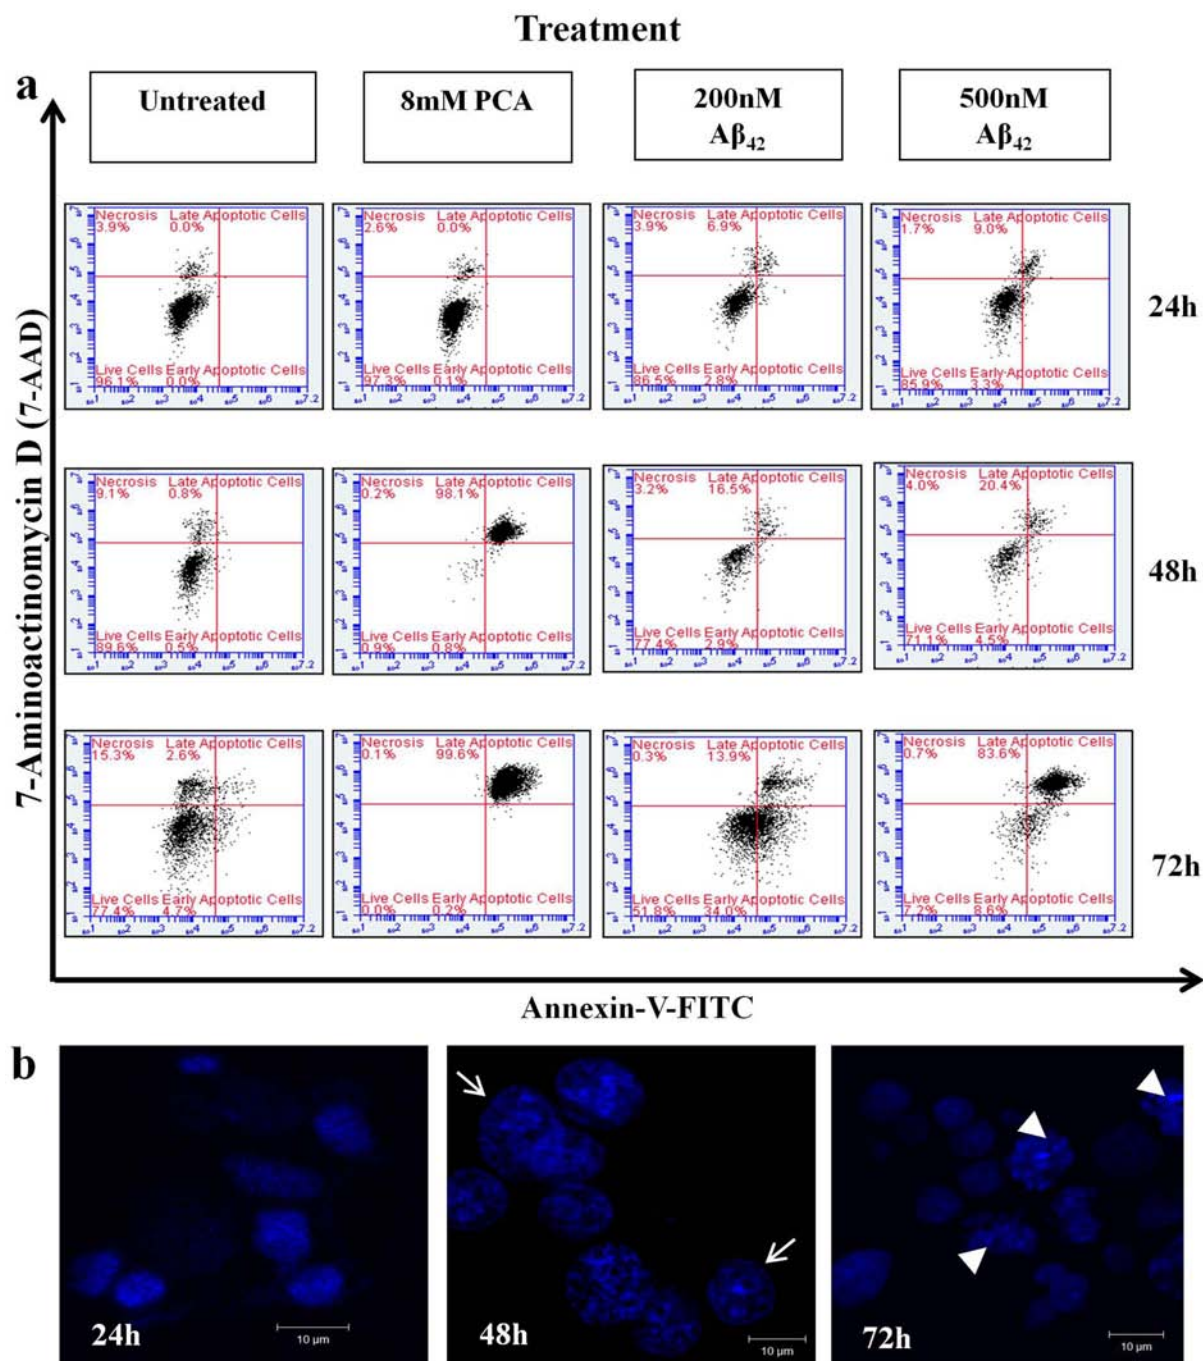 Treatment
a
Untreated
8mM PCA
200nM
Aβ42
500nM
Aβ42
7-Aminoactinomycin D (7-AAD)
Necrosis Late Apoptotic Cells
3.9% 0.0%
Live Cells Early Apoptotic Cells
96.1% 0.0%
Necrosis Late Apoptotic Cells
2.6% 0.0%
Live Cells Early Apoptotic Cells
97.3% 0.1%
Necrosis Late Apoptotic Cells
3.9% 6.9%
Live Cells Early Apoptotic Cells
86.5% 2.8%
Necrosis Late Apoptotic Cells
1.7% 9.0%
Live Cells Early Apoptotic Cells
85.9% 3.3%
24h
Necrosis Late Apoptotic Cells
9.1% 0.8%
Live Cells Early Apoptotic Cells
89.6% 0.5%
Necrosis Late Apoptotic Cells
0.2% 98.1%
Live Cells Early Apoptotic Cells
0.9% 0.8%
Necrosis Late Apoptotic Cells
3.2% 16.5%
Live Cells Early Apoptotic Cells
77.4% 2.9%
Necrosis Late Apoptotic Cells
4.0% 20.4%
Live Cells Early Apoptotic Cells
71.1% 4.5%
48h
Necrosis Late Apoptotic Cells
15.3% 2.6%
Live Cells Early Apoptotic Cells
77.4% 4.7%
Necrosis Late Apoptotic Cells
0.1% 99.6%
Live Cells Early Apoptotic Cells
0.0% 0.2%
Necrosis Late Apoptotic Cells
0.3% 13.9%
Live Cells Early Apoptotic Cells
51.8% 34.0%
Necrosis Late Apoptotic Cells
0.7% 83.6%
Live Cells Early Apoptotic Cells
7.2% 8.6%
72h
Annexin-V-FITC
b
24h
10 µm
48h
10 µm
72h
10 µm